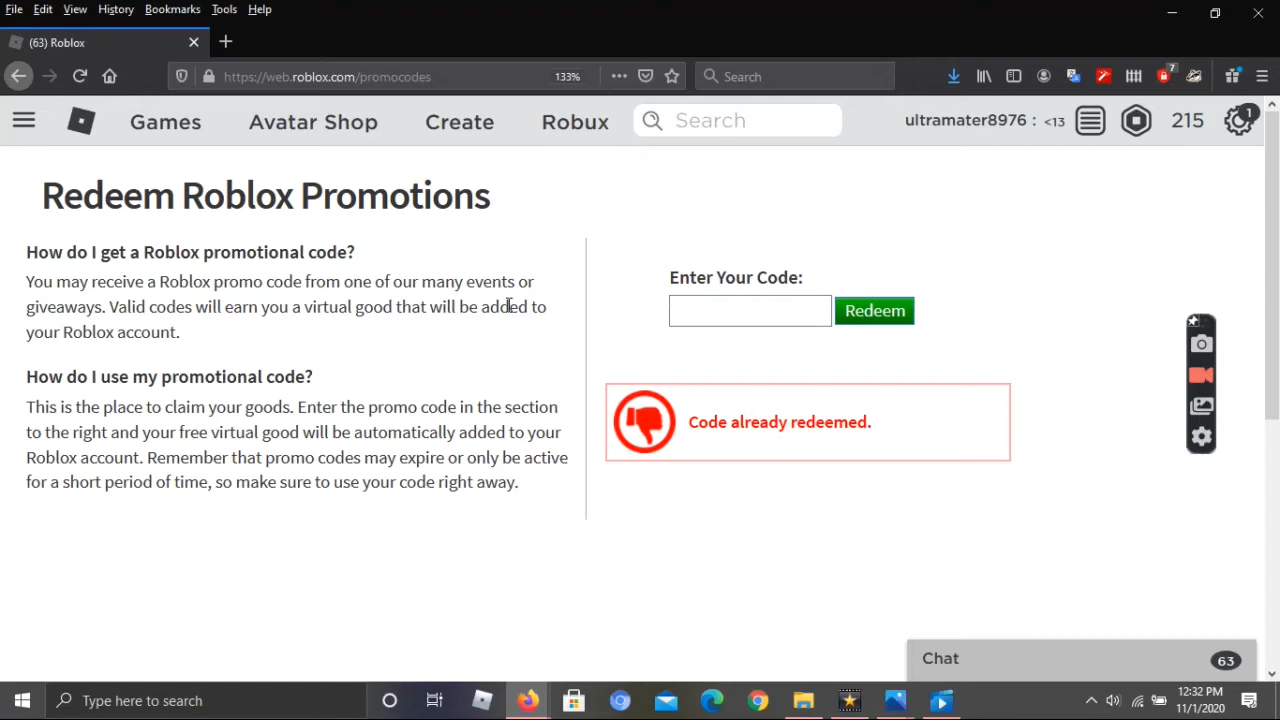 File Edit View History Bookmarks Tools Help
(63) Roblox
https://web.roblox.com/promocodes 133% Search 7
Games Avatar Shop Create Robux Search ultramater8976 : <13 215 1
Redeem Roblox Promotions
How do I get a Roblox promotional code?
You may receive a Roblox promo code from one of our many events or
giveaways. Valid codes will earn you a virtual good that will be added to
your Roblox account.
How do I use my promotional code?
This is the place to claim your goods. Enter the promo code in the section
to the right and your free virtual good will be automatically added to your
Roblox account. Remember that promo codes may expire or only be active
for a short period of time, so make sure to use your code right away.
Enter Your Code:
Redeem
Code already redeemed.
Chat 63
Type here to search
12:32 PM
11/1/2020